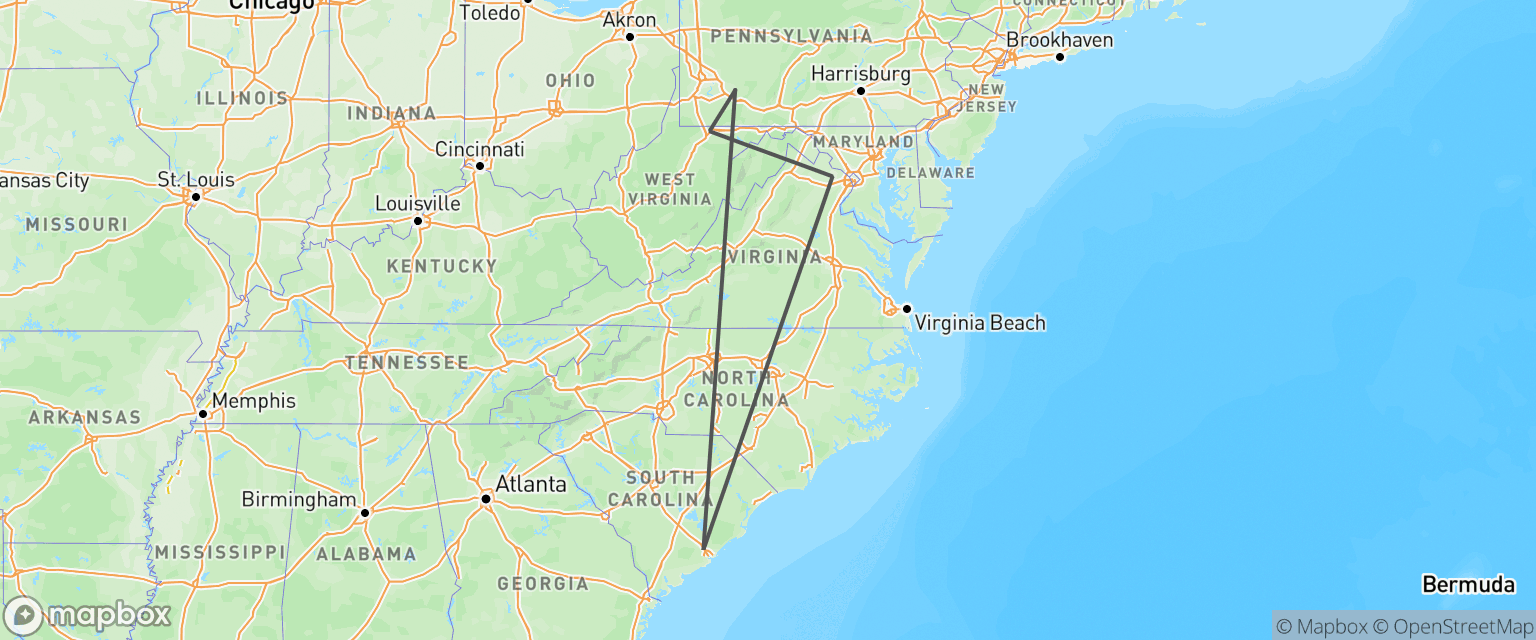 Chicago
Toledo
Akron
PENNSYLVANIA
CONNECTICUT
Brookhaven
OHIO
Harrisburg
NEW
JERSEY
ILLINOIS
INDIANA
MARYLAND
Cincinnati
DELAWARE
ansas City
St. Louis
WEST
VIRGINIA
Louisville
MISSOURI
KENTUCKY
VIRGINIA
Virginia Beach
TENNESSEE
NORTH
CAROLINA
Memphis
ARKANSAS
SOUTH
CAROLINA
Atlanta
Birmingham
MISSISSIPPI
ALABAMA
GEORGIA
Bermuda
mapbox
© Mapbox © OpenStreetMap